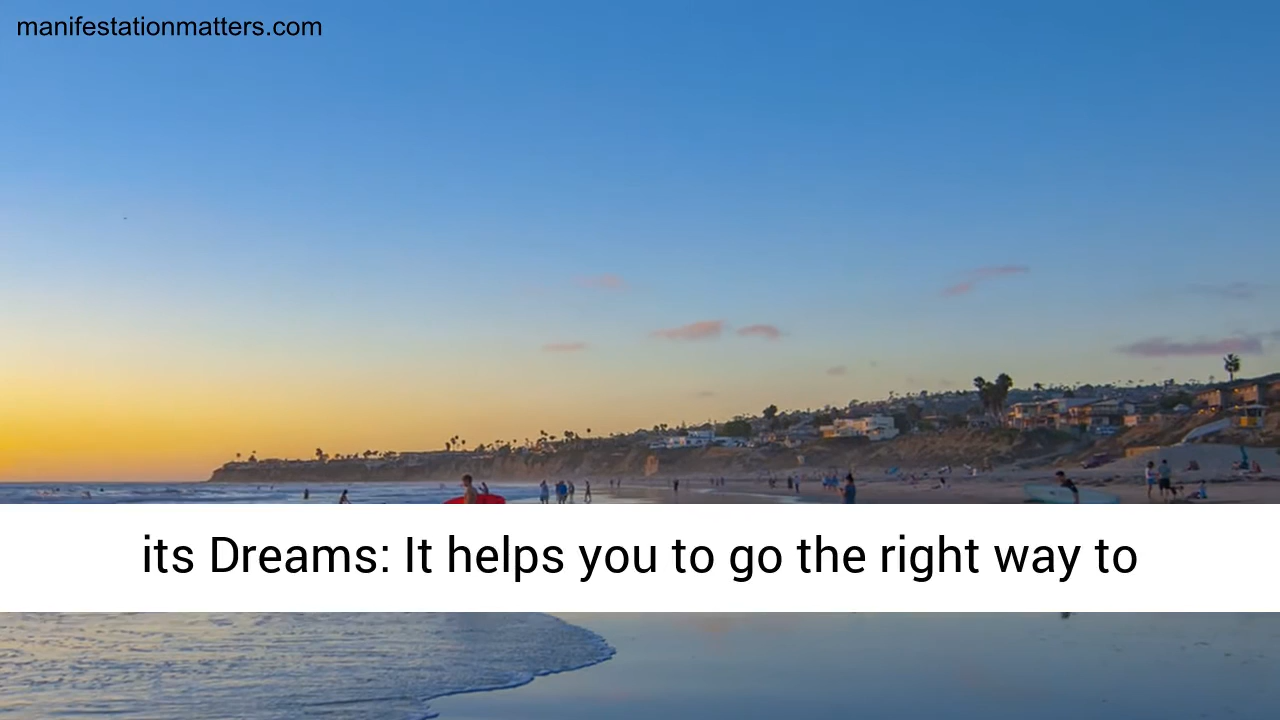 manifestationmatters.com
its Dreams: It helps you to go the right way to